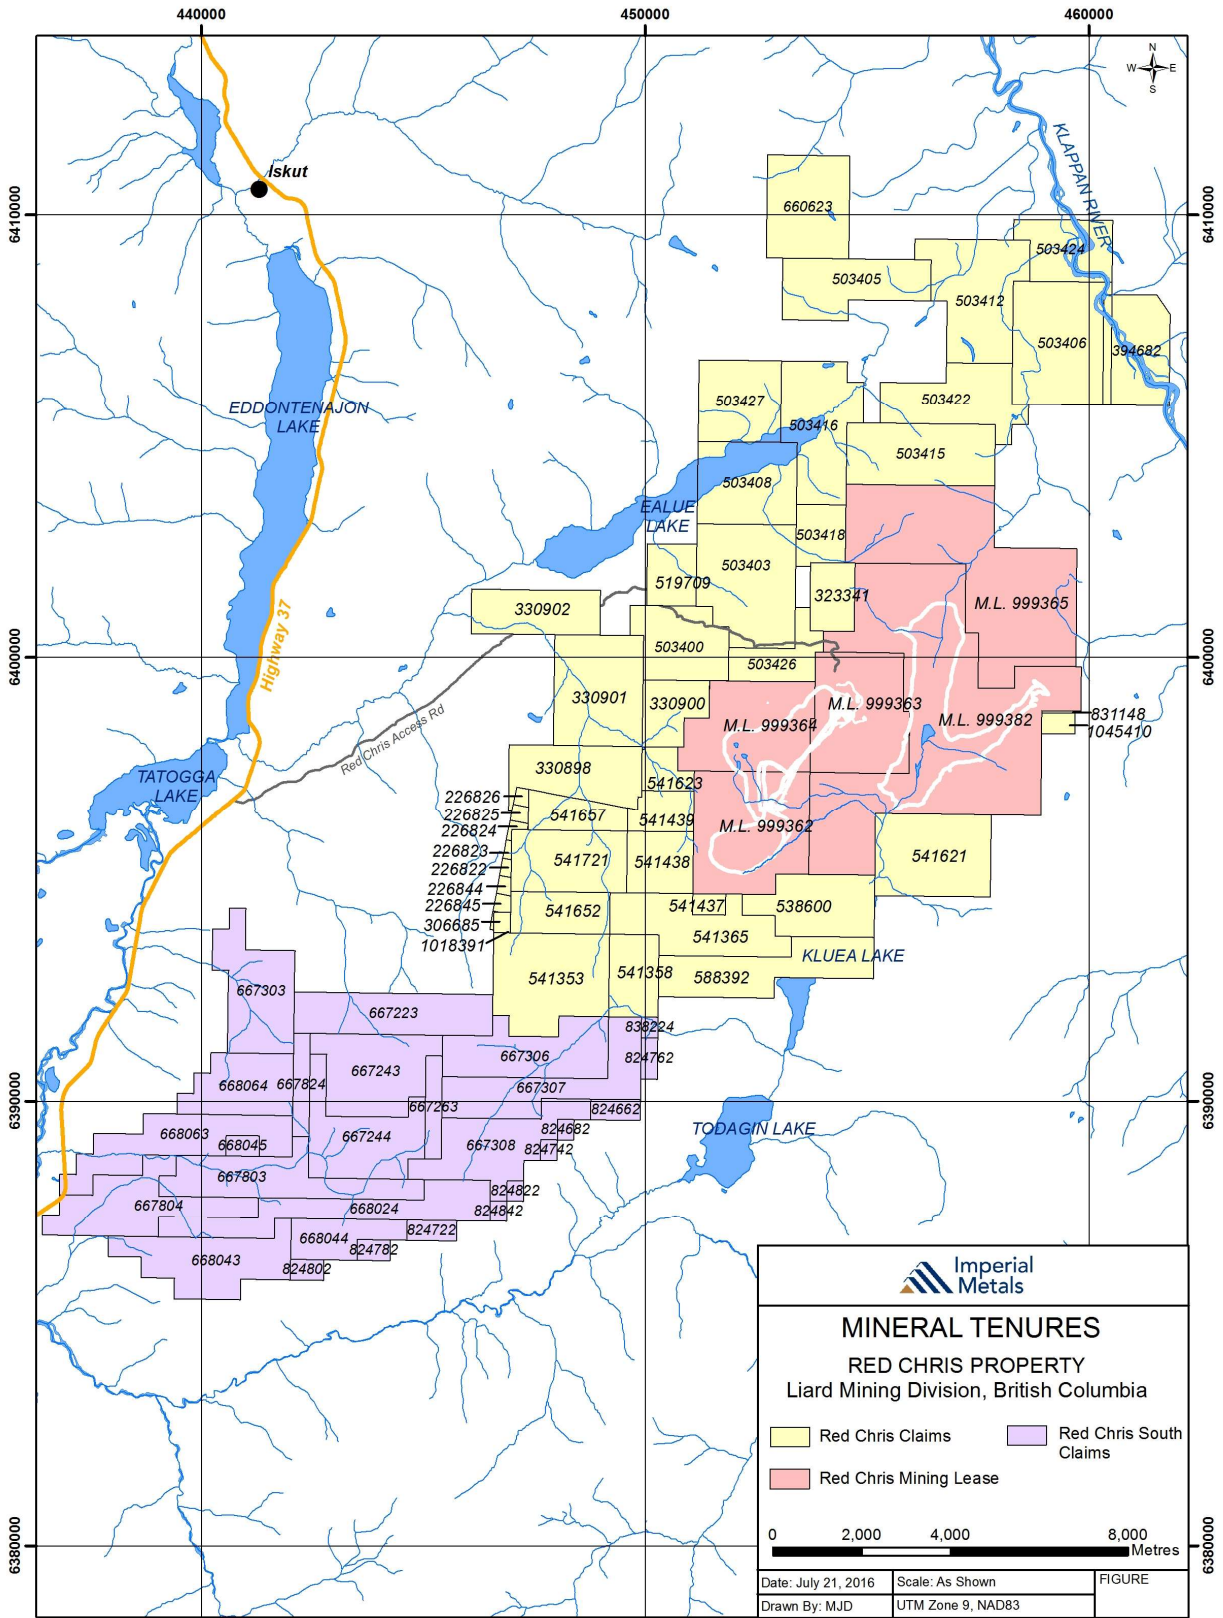 440000
450000
460000
N
W
E
S
KLAPPAN RIVER
Iskut
660623
6410000
6410000
503424
503405
503412
503406
394682
EDDONTENAJON
LAKE
503427
503422
503416
503415
503408
EALUE
LAKE
503418
503403
519709
323341
M.L. 999365
330902
Highway 37
503400
6400000
6400000
503426
330901
330900
M.L. 999363
M.L. 999364
M.L. 999382
831148
1045410
Red Chris Access Rd
330898
TATOGGA
LAKE
541623
226826
226825
541657
226824
541439
M.L. 999362
226823
541721
541438
541621
226822
226844
226845
541652
541437
538600
306685
1018391
541365
KLUEA LAKE
541353
541358
588392
667303
667223
838224
667306
824762
667243
668064
667824
667307
6390000
6390000
667263
824662
668063
668045
667244
667308
824682
824742
TODAGIN LAKE
667803
824822
667804
668024
824842
824722
668044
824782
668043
824802
Imperial
Metals
MINERAL TENURES
RED CHRIS PROPERTY
Liard Mining Division, British Columbia
Red Chris Claims
Red Chris South
Claims
Red Chris Mining Lease
0
2,000
4,000
8,000
Metres
6380000
6380000
Date: July 21, 2016
Scale: As Shown
FIGURE
Drawn By: MJD
UTM Zone 9, NAD83